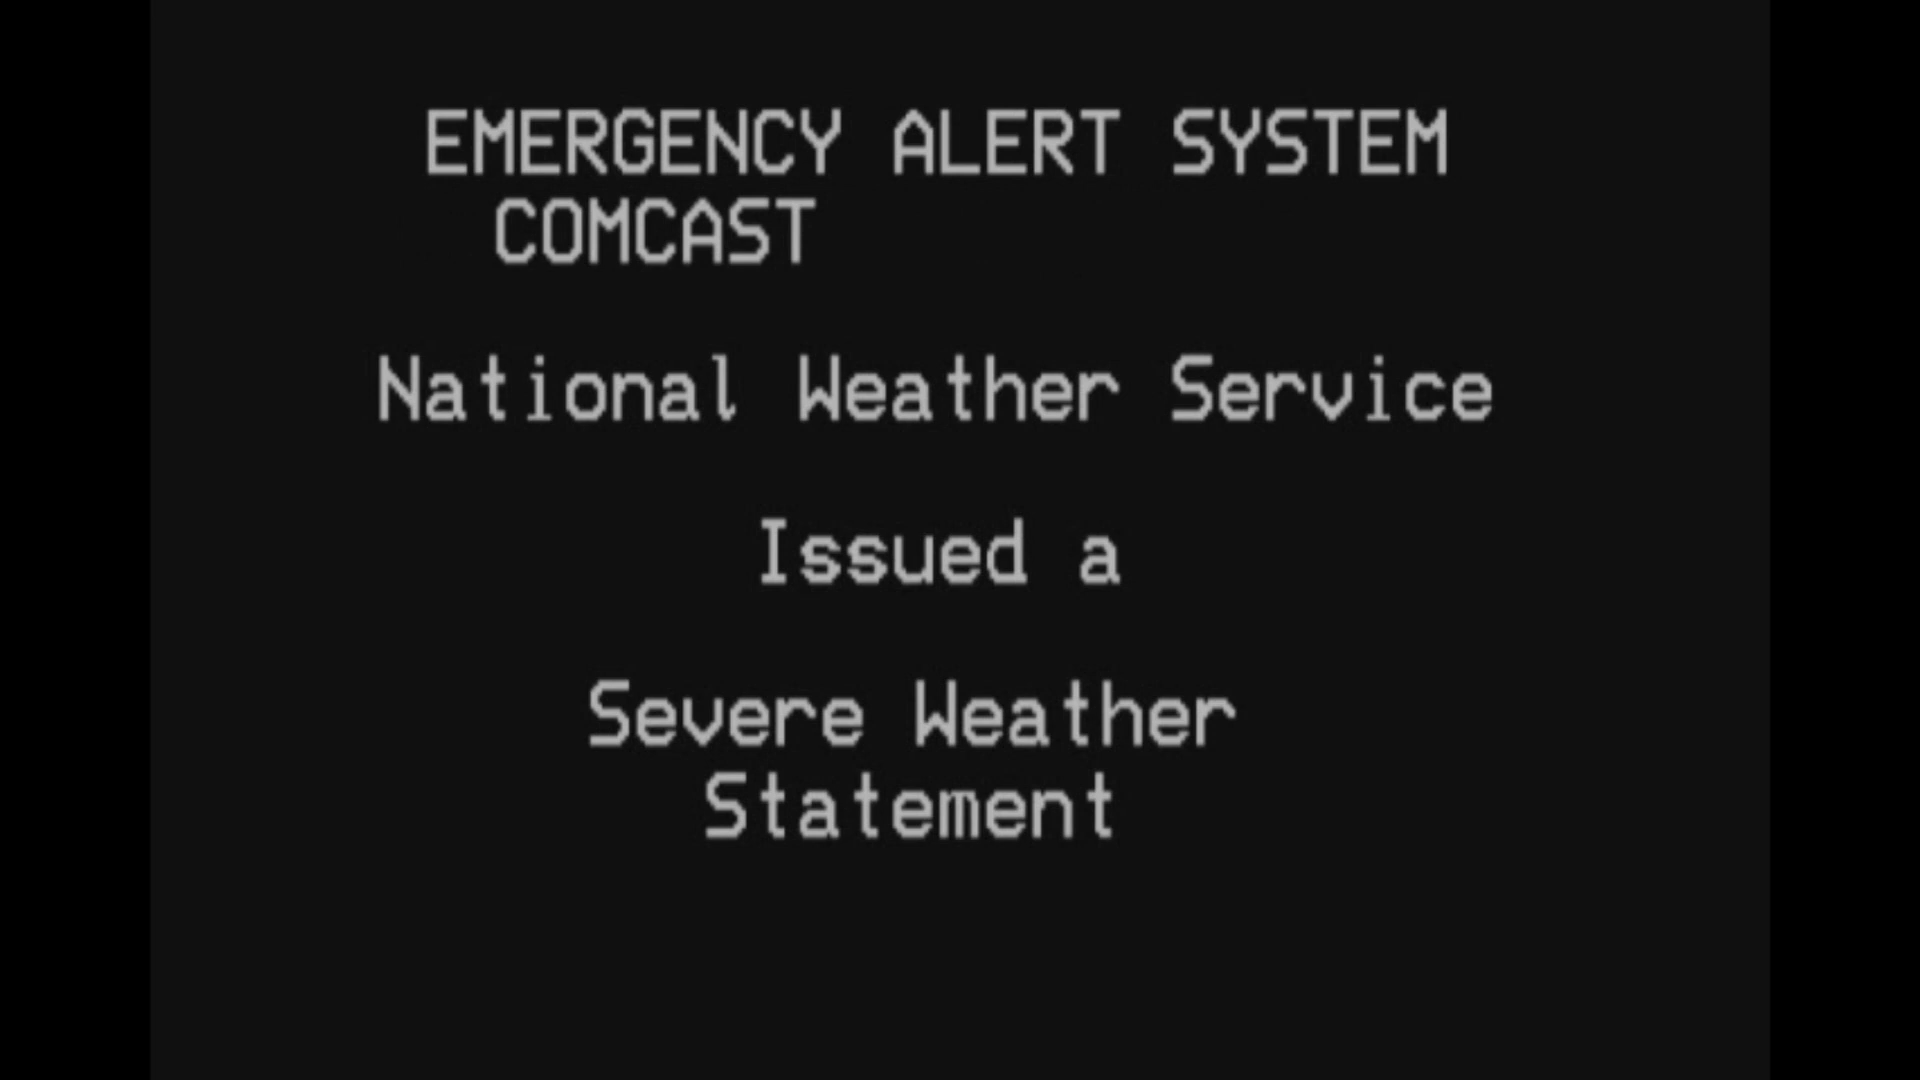 EMERGENCY ALERT SYSTEM
COMCAST
National Weather Service
Issued a
Severe Weather
Statement